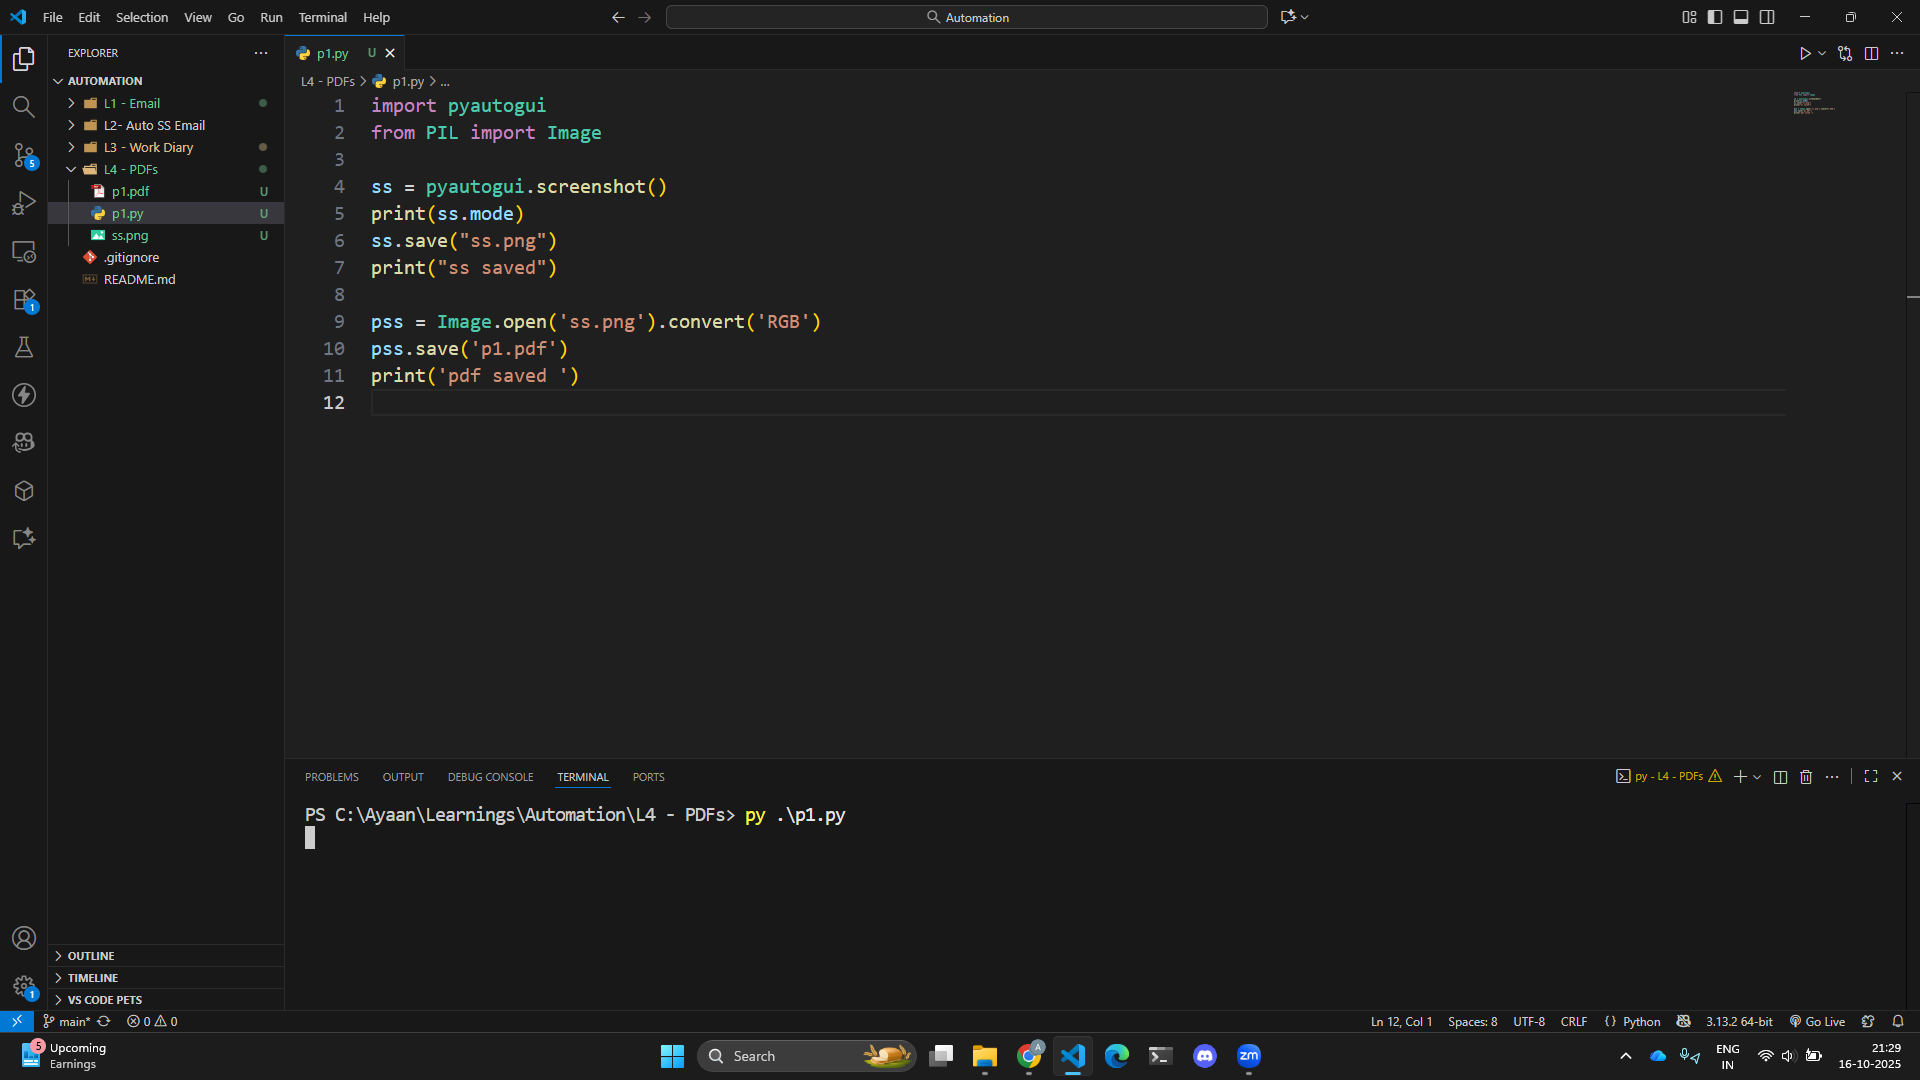 File Edit Selection View Go Run Terminal Help
Automation
EXPLORER
AUTOMATION
L1 - Email
L2- Auto SS Email
L3 - Work Diary
L4 - PDFs
p1.pdf U
p1.py U
ss.png U
.gitignore
README.md
OUTLINE
TIMELINE
VS CODE PETS
5
1
1
p1.py U
L4 - PDFs > p1.py > ...
1 import pyautogui
2 from PIL import Image
3
4 ss = pyautogui.screenshot()
5 print(ss.mode)
6 ss.save("ss.png")
7 print("ss saved")
8
9 pss = Image.open('ss.png').convert('RGB')
10 pss.save('p1.pdf')
11 print('pdf saved ')
12
PROBLEMS OUTPUT DEBUG CONSOLE TERMINAL PORTS
py - L4 - PDFs
PS C:\Ayaan\Learnings\Automation\L4 - PDFs> py .\p1.py
main* 0 0
Ln 12, Col 1 Spaces: 8 UTF-8 CRLF {} Python 3.13.2 64-bit Go Live
5
Upcoming
Earnings
Search
A
zm
ENG
IN
21:29
16-10-2025